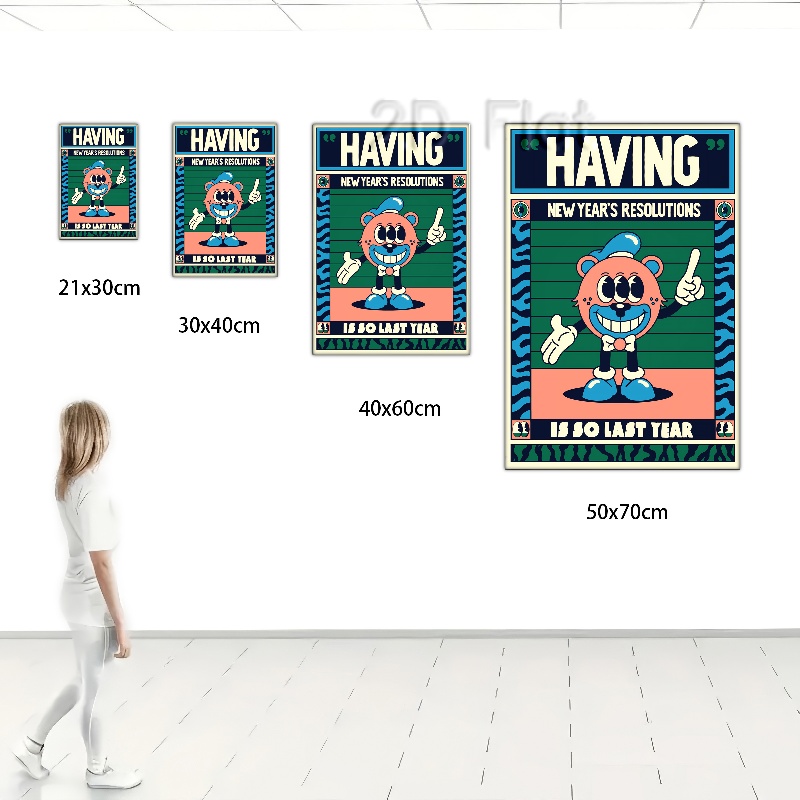 2D Flat
"HAVING"
NEW YEAR'S RESOLUTIONS
IS SO LAST YEAR
21x30cm
"HAVING"
NEW YEAR'S RESOLUTIONS
IS SO LAST YEAR
30x40cm
"HAVING"
NEW YEAR'S RESOLUTIONS
IS SO LAST YEAR
40x60cm
"HAVING"
NEW YEAR'S RESOLUTIONS
IS SO LAST YEAR
50x70cm